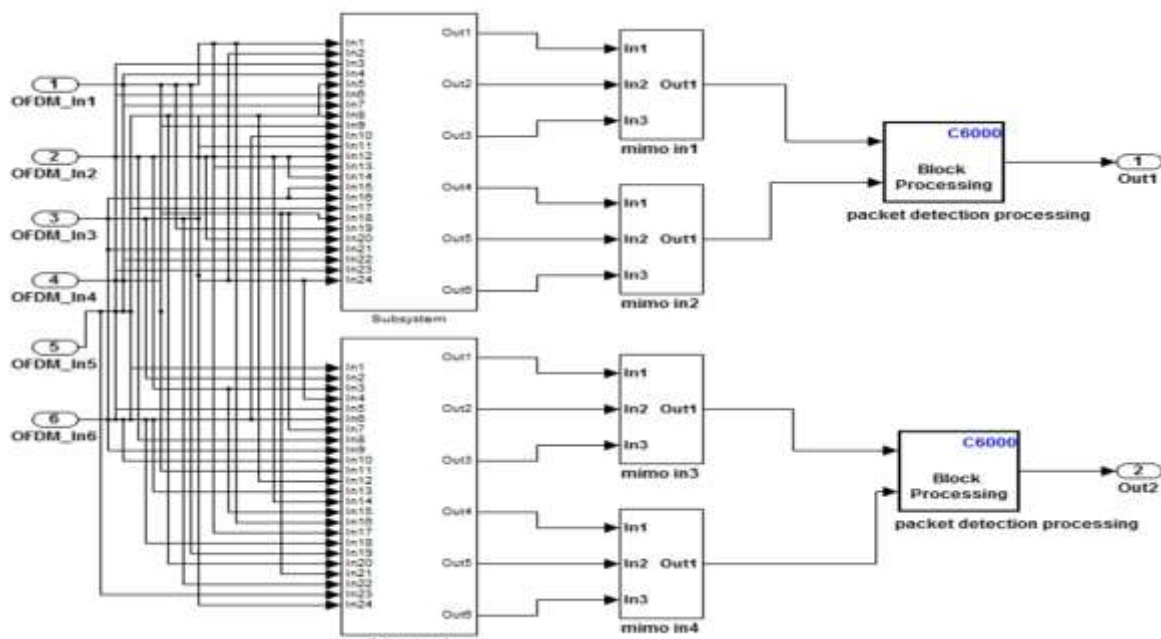 1
OFDM_In1
2
OFDM_In2
3
OFDM_In3
4
OFDM_In4
5
OFDM_In5
6
OFDM_In6
In1
In2
In3
In4
In5
In6
In7
In8
In9
In10
In11
In12
In13
In14
In15
In16
In17
In18
In19
In20
In21
In22
In23
In24
Out1
Out2
Out3
Out4
Out5
Out6
Subsystem
In1
In2
In3
Out1
mimo in1
In1
In2
In3
Out1
mimo in2
C6000
Block
Processing
packet detection processing
1
Out1
In1
In2
In3
In4
In5
In6
In7
In8
In9
In10
In11
In12
In13
In14
In15
In16
In17
In18
In19
In20
In21
In22
In23
In24
Out1
Out2
Out3
Out4
Out5
Out6
In1
In2
In3
Out1
mimo in3
In1
In2
In3
Out1
mimo in4
C6000
Block
Processing
packet detection processing
2
Out2